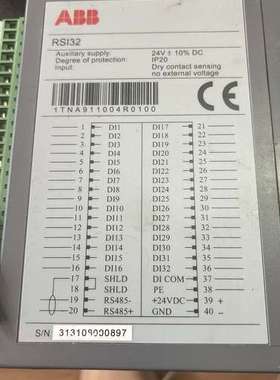 ABB
RSI32
Auxiliary supply: 24V ± 10% DC
Degree of protection: IP20
Input: Dry contact sensing
no external voltage
1TNA911004R0100
CE
1 DI1 DI17 21
2 DI2 DI18 22
3 DI3 DI19 23
4 DI4 DI20 24
5 DI5 DI21 25
6 DI6 DI22 26
7 DI7 DI23 27
8 DI8 DI24 28
9 DI9 DI25 29
10 DI10 DI26 30
11 DI11 DI27 31
12 DI12 DI28 32
13 DI13 DI29 33
14 DI14 DI30 34
15 DI15 DI31 35
16 DI16 DI32 36
17 SHLD DI COM 37
18 SHLD PE 38
19 RS485- +24VDC 39 +
20 RS485+ GND 40 -
S/N: 313109000897